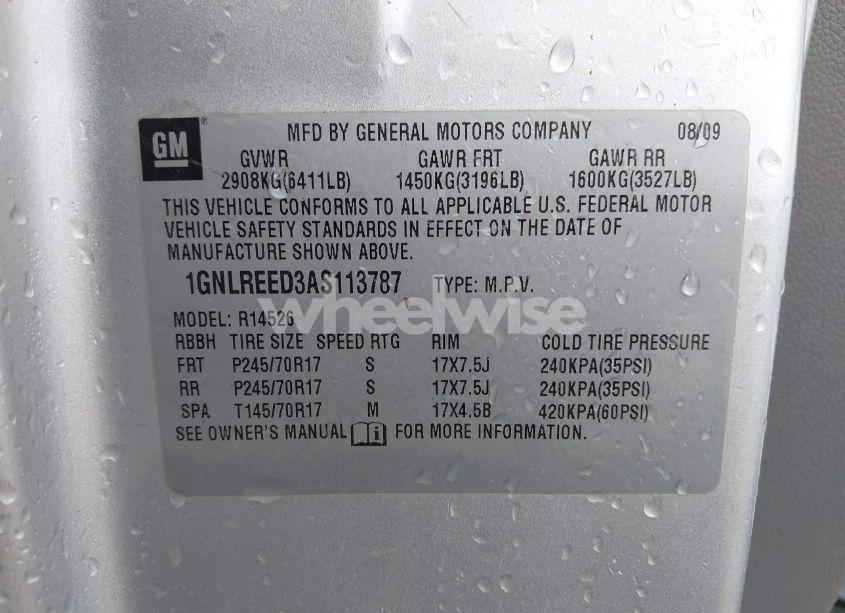 GM
MFD BY GENERAL MOTORS COMPANY 08/09
GVWR GAWR FRT GAWR RR
2908KG(6411LB) 1450KG(3196LB) 1600KG(3527LB)
THIS VEHICLE CONFORMS TO ALL APPLICABLE U.S. FEDERAL MOTOR
VEHICLE SAFETY STANDARDS IN EFFECT ON THE DATE OF
MANUFACTURE SHOWN ABOVE.
1GNLREED3AS113787 TYPE: M.P.V.
wheelwise
MODEL: R14526
RBBH TIRE SIZE SPEED RTG RIM COLD TIRE PRESSURE
FRT P245/70R17 S 17X7.5J 240KPA(35PSI)
RR P245/70R17 S 17X7.5J 240KPA(35PSI)
SPA T145/70R17 M 17X4.5B 420KPA(60PSI)
SEE OWNER'S MANUAL FOR MORE INFORMATION.